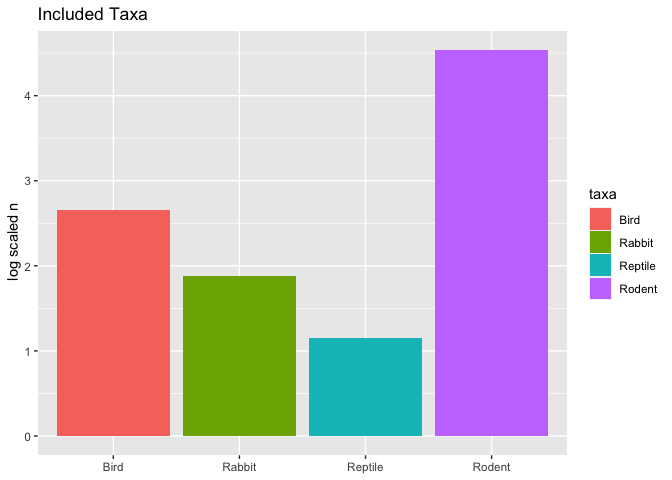 Included Taxa
log scaled n
4
3
2
1
0
Bird
Rabbit
Reptile
Rodent
taxa
Bird
Rabbit
Reptile
Rodent